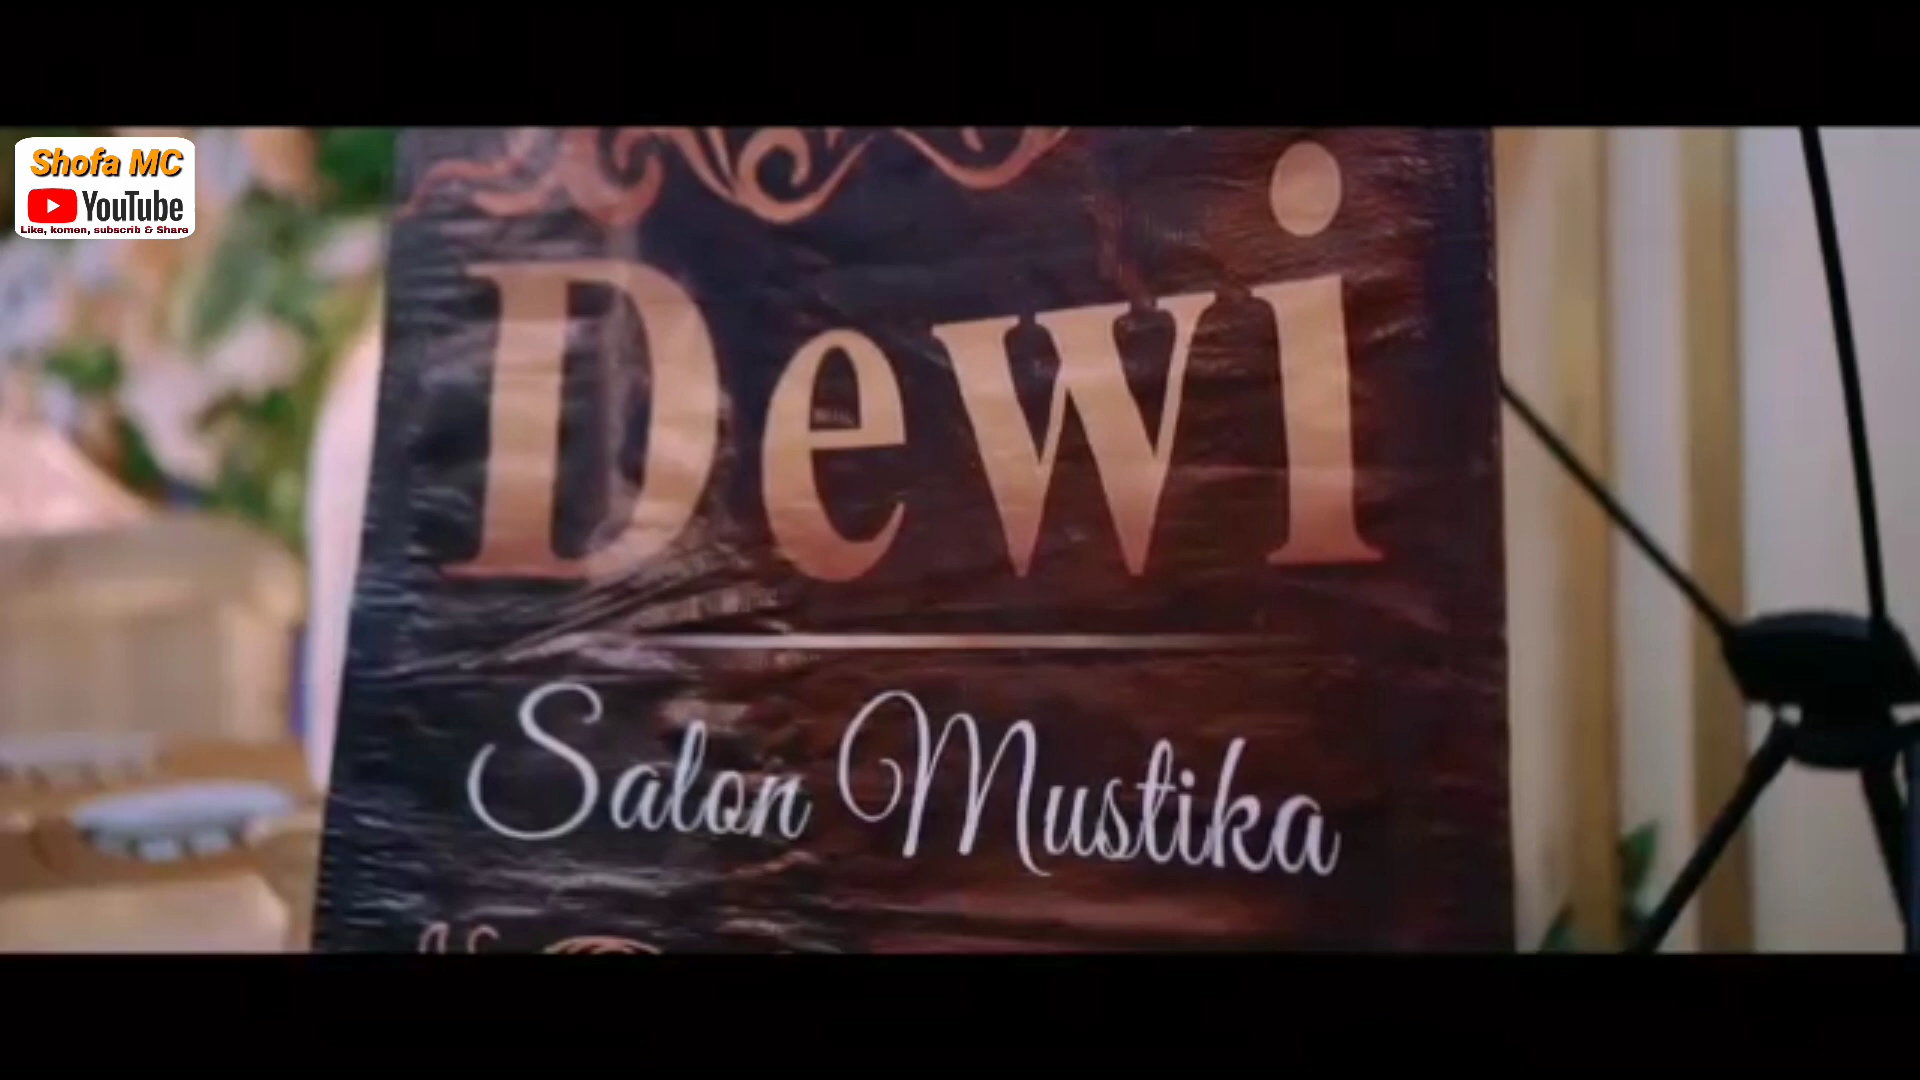 Shofa MC
YouTube
Like, komen, subscrib & Share
Dewi
Salon Mustika